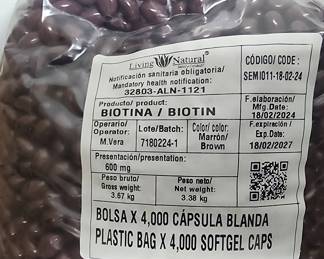 Living Natural
Notificación sanitaria obligatoria/
Mandatory health notification:
32803-ALN-1121
CÓDIGO/ CODE:
SEMI011-18-02-24
Producto/ product:
BIOTINA / BIOTIN
F.elaboración/
Mfg.Date:
18/02/2024
Operario/
Operator:
M.Vera
Lote/Batch:
7180224-1
Color/ color:
Marrón/
Brown
F.expiración/
Exp.Date:
18/02/2027
Presentación/presentation:
600 mg
Peso bruto/
Gross weight:
3.67 kg
Peso neto/
Net weight:
3.38 kg
BOLSA X 4,000 CÁPSULA BLANDA
PLASTIC BAG X 4,000 SOFTGEL CAPS